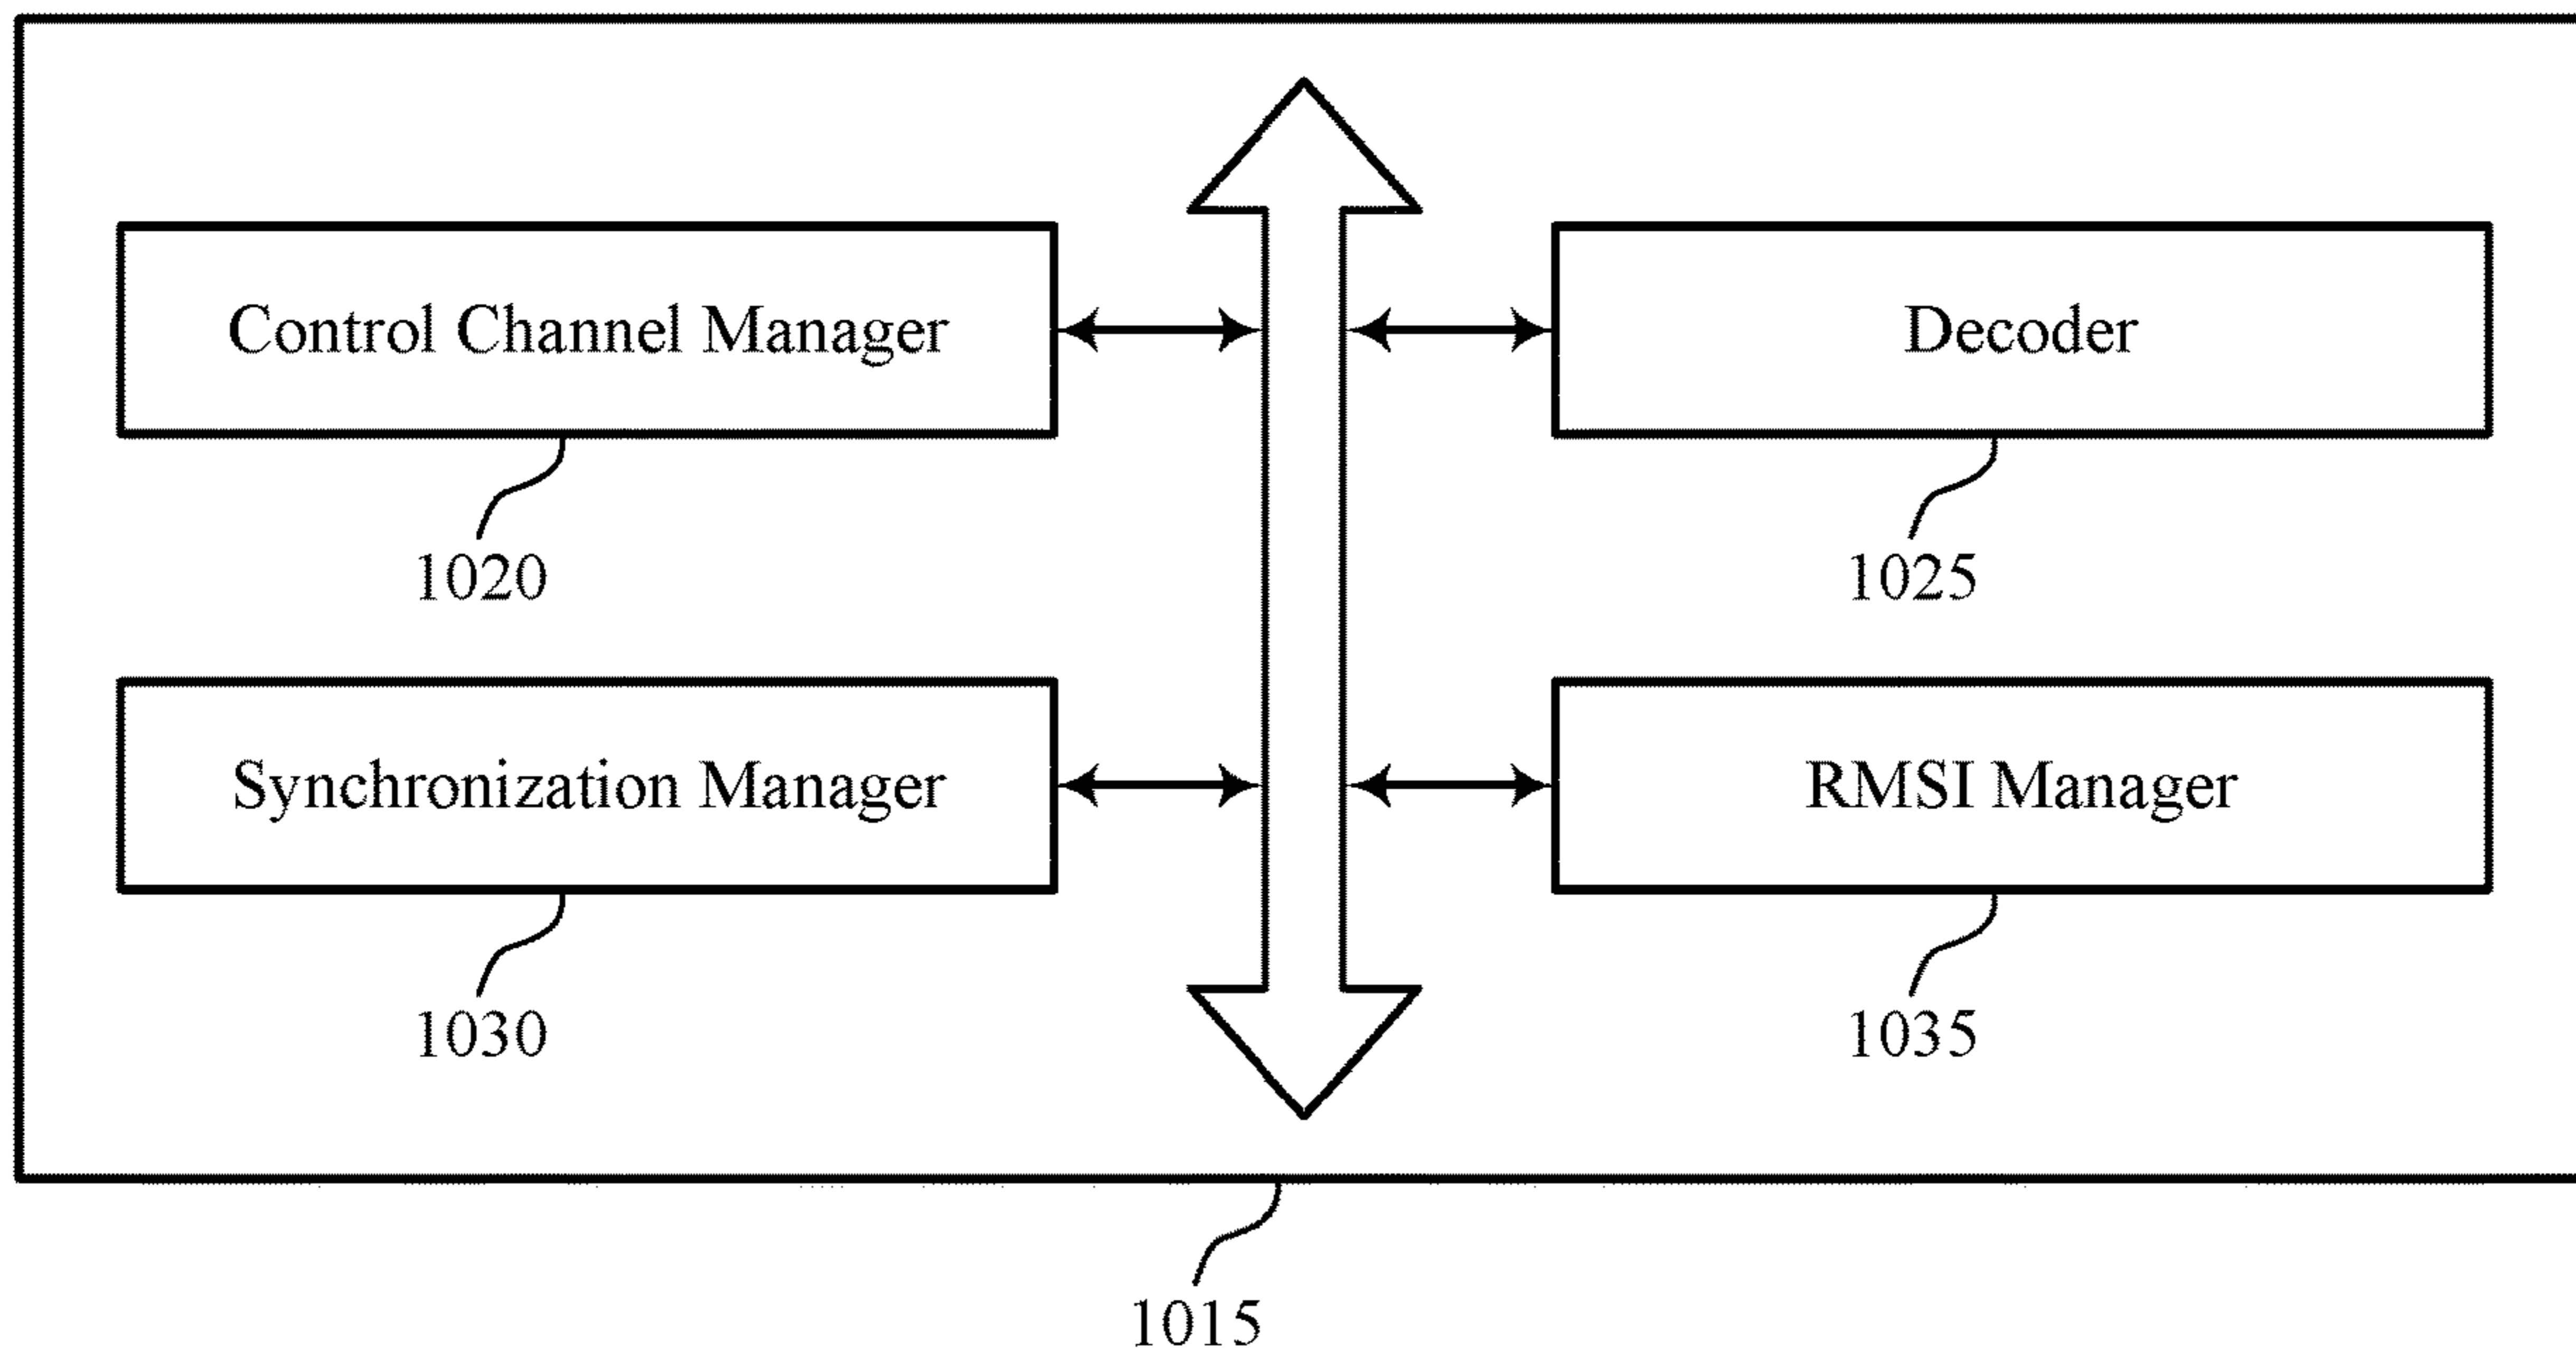 Control Channel Manager
Decoder
1020
1025
Synchronization Manager
RMSI Manager
1030
1035
1015